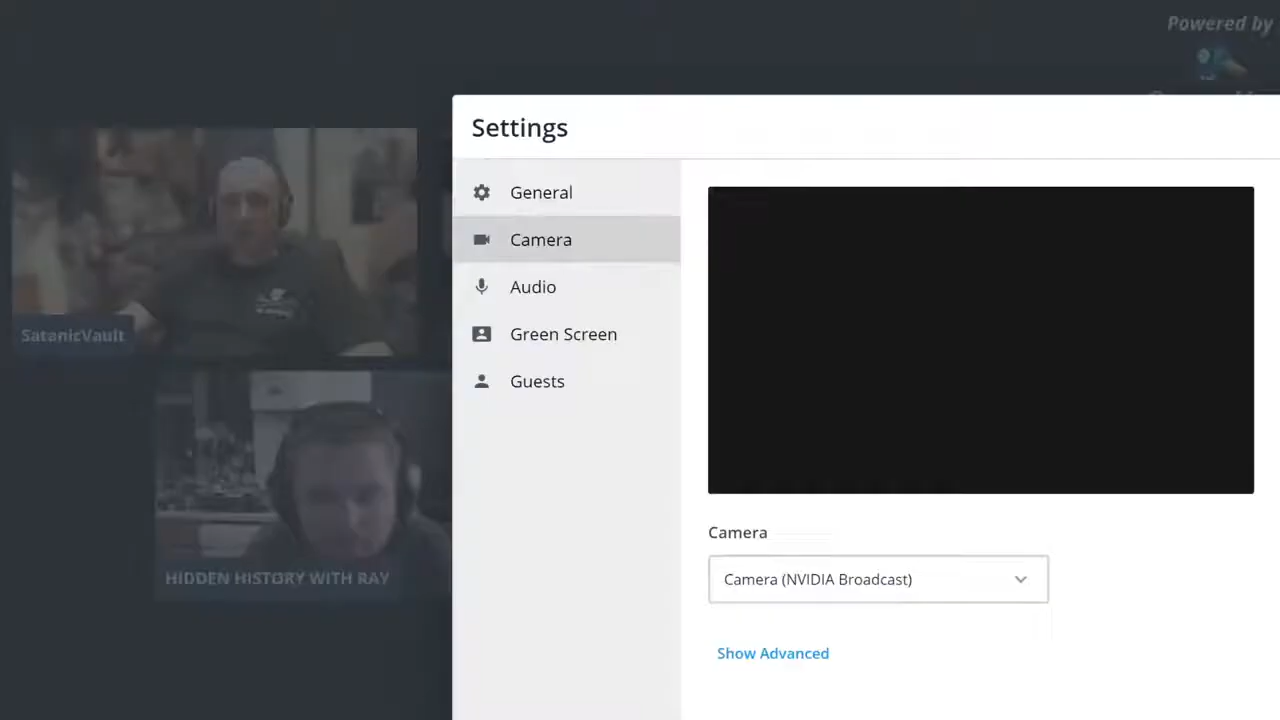 Powered by
Settings
General
Camera
Audio
Green Screen
Guests
SatanicVault
HIDDEN HISTORY WITH RAY
Camera
Camera (NVIDIA Broadcast)
Show Advanced